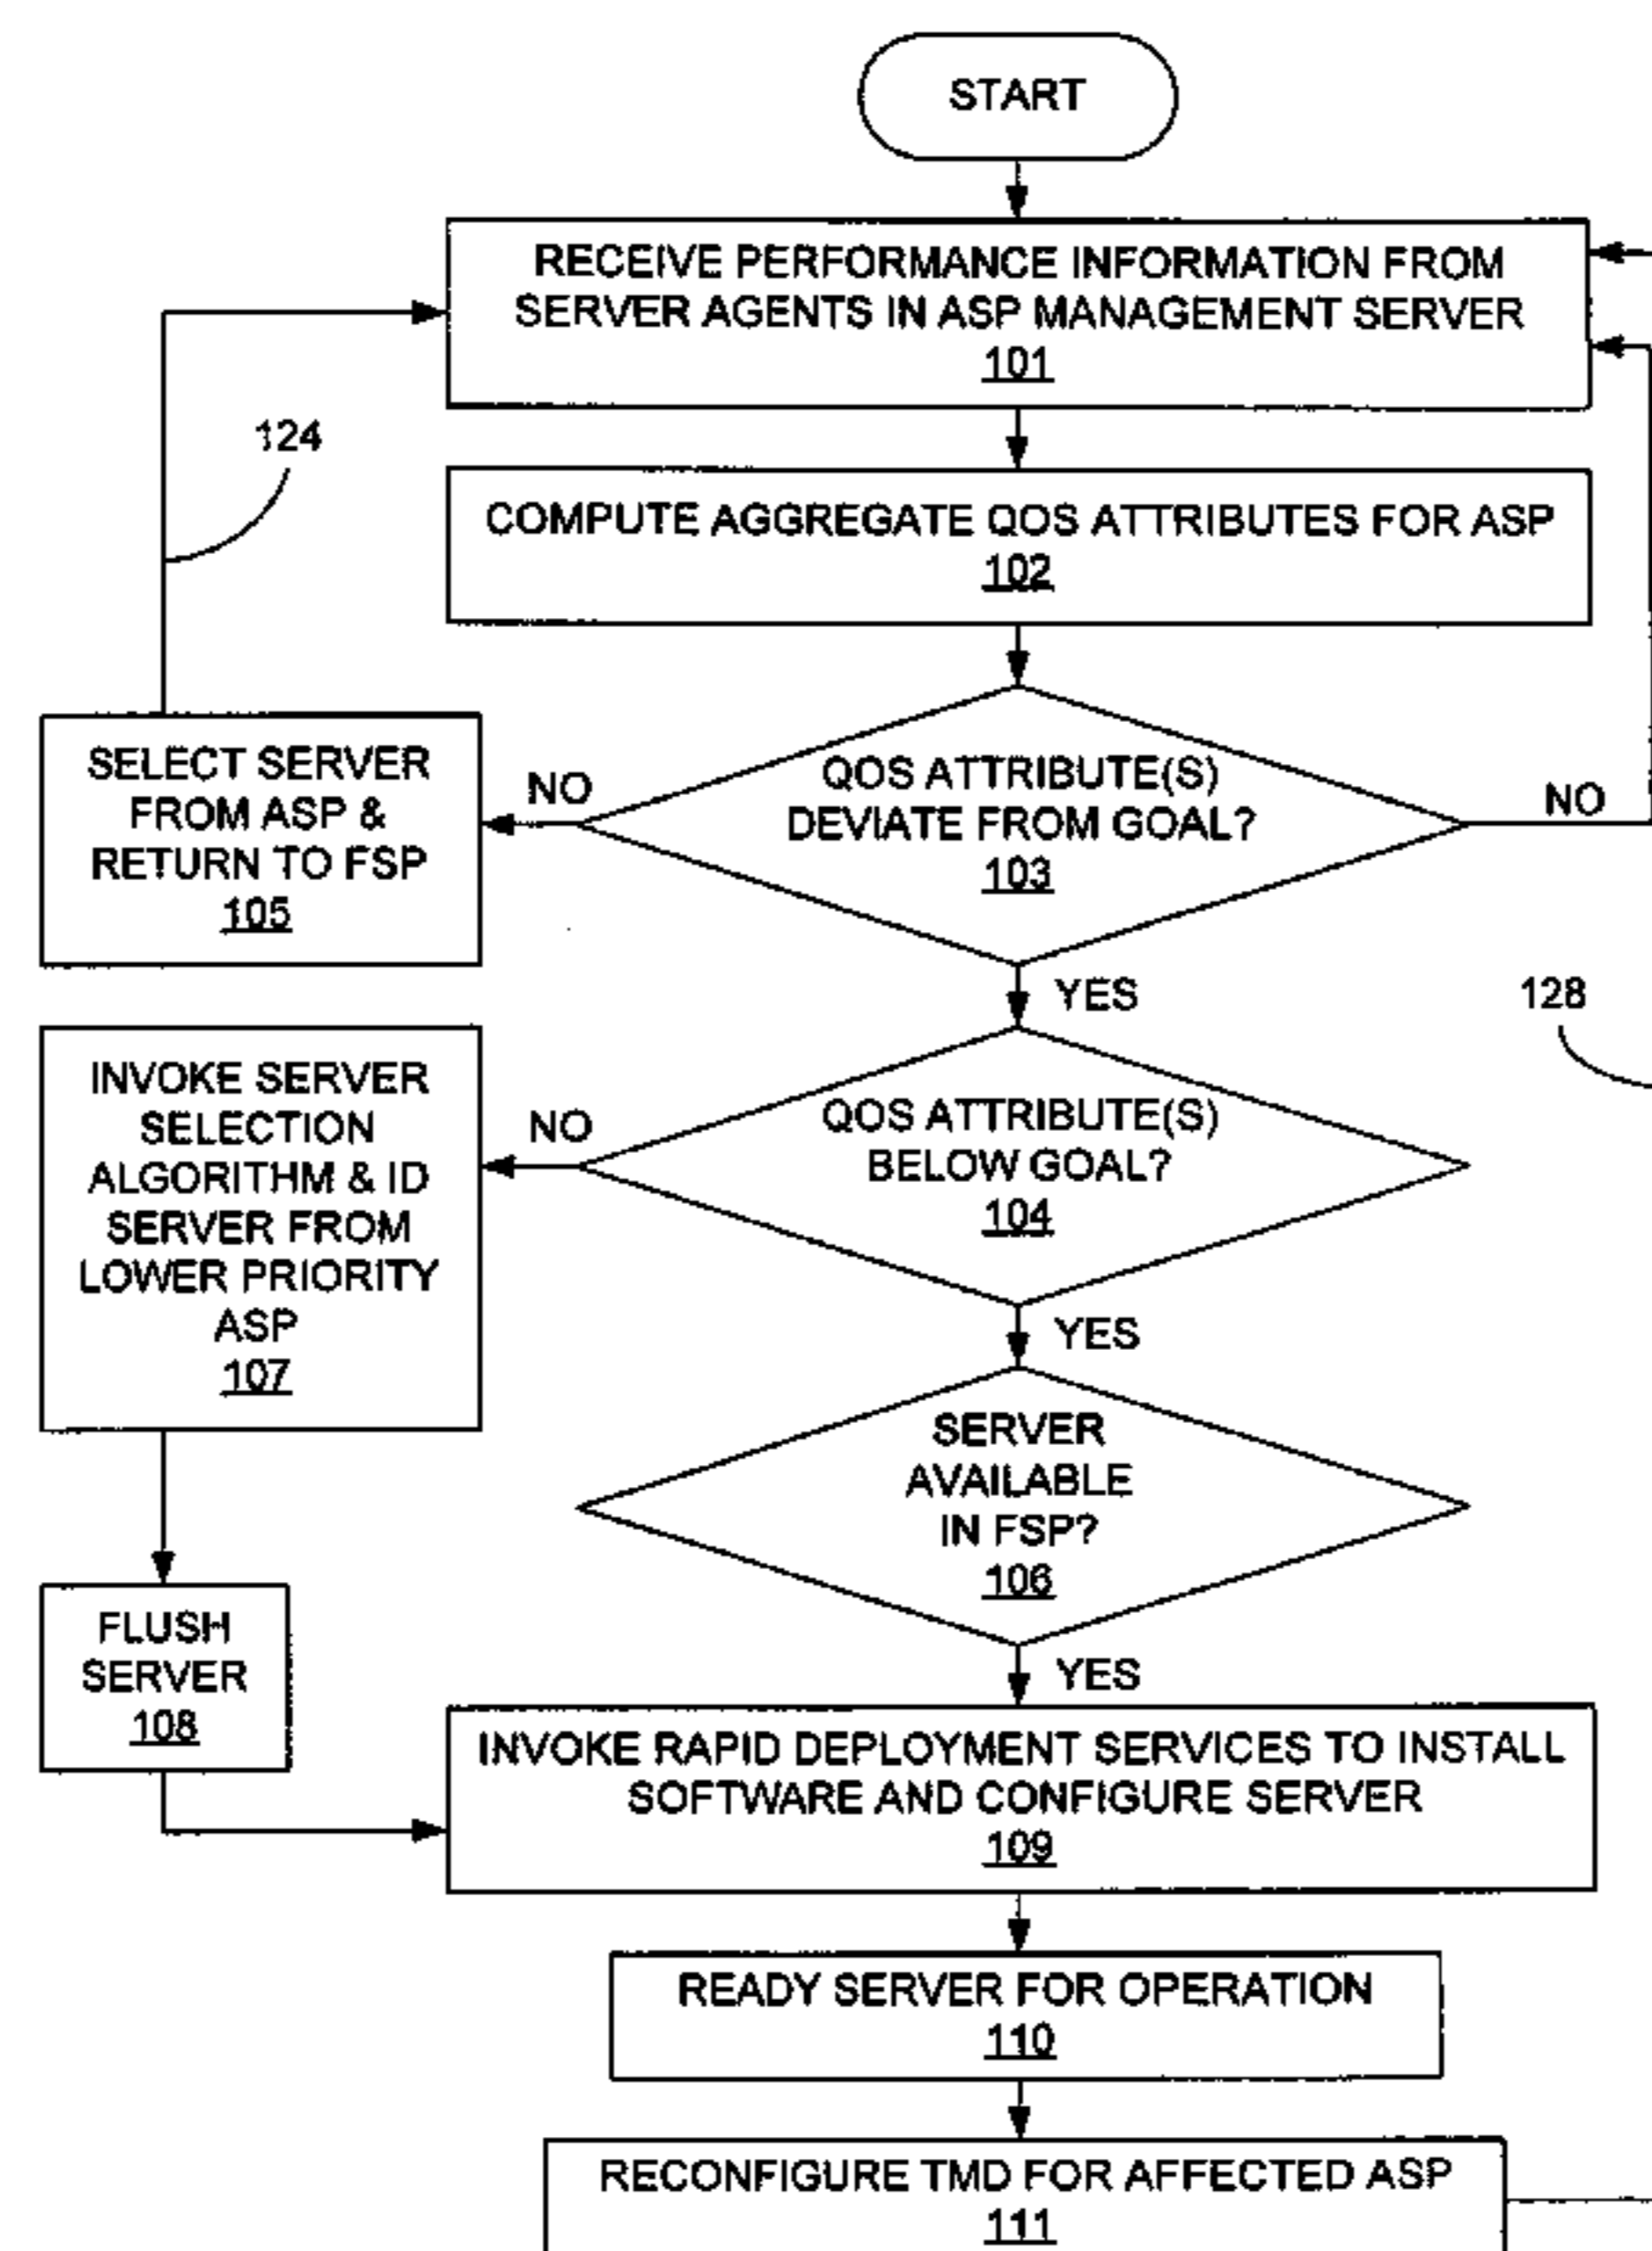 START
RECEIVE PERFORMANCE INFORMATION FROM
SERVER AGENTS IN ASP MANAGEMENT SERVER
101
124
COMPUTE AGGREGATE QOS ATTRIBUTES FOR ASP
102
SELECT SERVER
FROM ASP &
RETURN TO FSP
105
NO
QOS ATTRIBUTE(S)
DEVIATE FROM GOAL?
103
NO
YES
128
INVOKE SERVER
SELECTION
ALGORITHM & ID
SERVER FROM
LOWER PRIORITY
ASP
107
NO
QOS ATTRIBUTE(S)
BELOW GOAL?
104
YES
SERVER
AVAILABLE
IN FSP?
106
YES
FLUSH
SERVER
108
INVOKE RAPID DEPLOYMENT SERVICES TO INSTALL
SOFTWARE AND CONFIGURE SERVER
109
READY SERVER FOR OPERATION
110
RECONFIGURE TMD FOR AFFECTED ASP
111